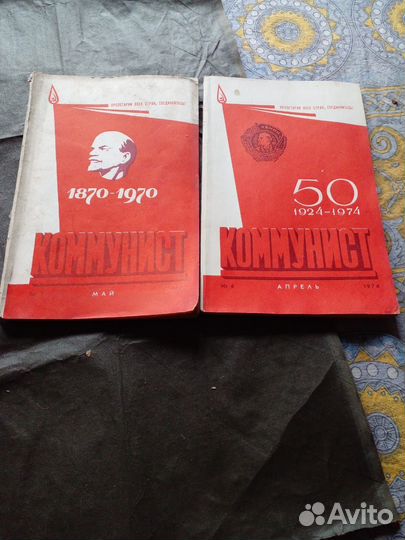 ПРОЛЕТАРИИ ВСЕХ СТРАН, СОЕДИНЯЙТЕСЬ!
1870-1970
КОММУНИСТ
МАЙ
ПРОЛЕТАРИИ ВСЕХ СТРАН, СОЕДИНЯЙТЕСЬ!
50
1924-1974
КОММУНИСТ
АПРЕЛЬ
1974
Avito